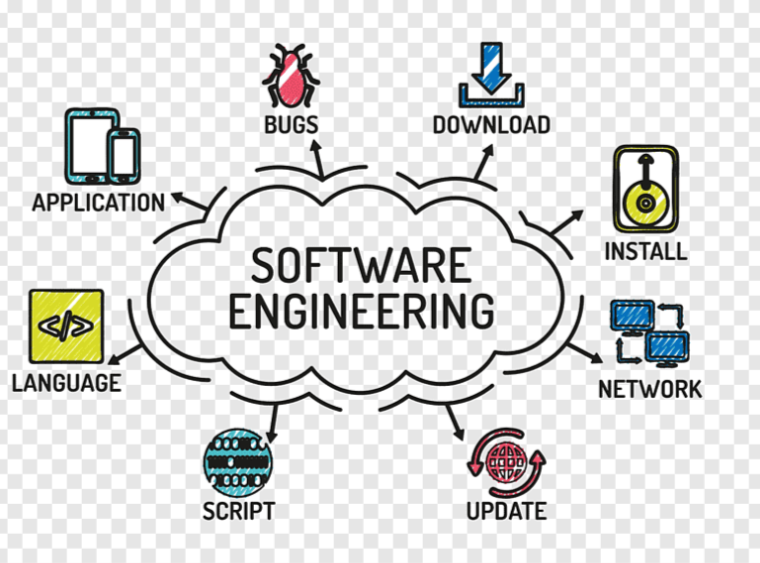 BUGS
DOWNLOAD
APPLICATION
INSTALL
SOFTWARE
ENGINEERING
LANGUAGE
</>
NETWORK
SCRIPT
UPDATE